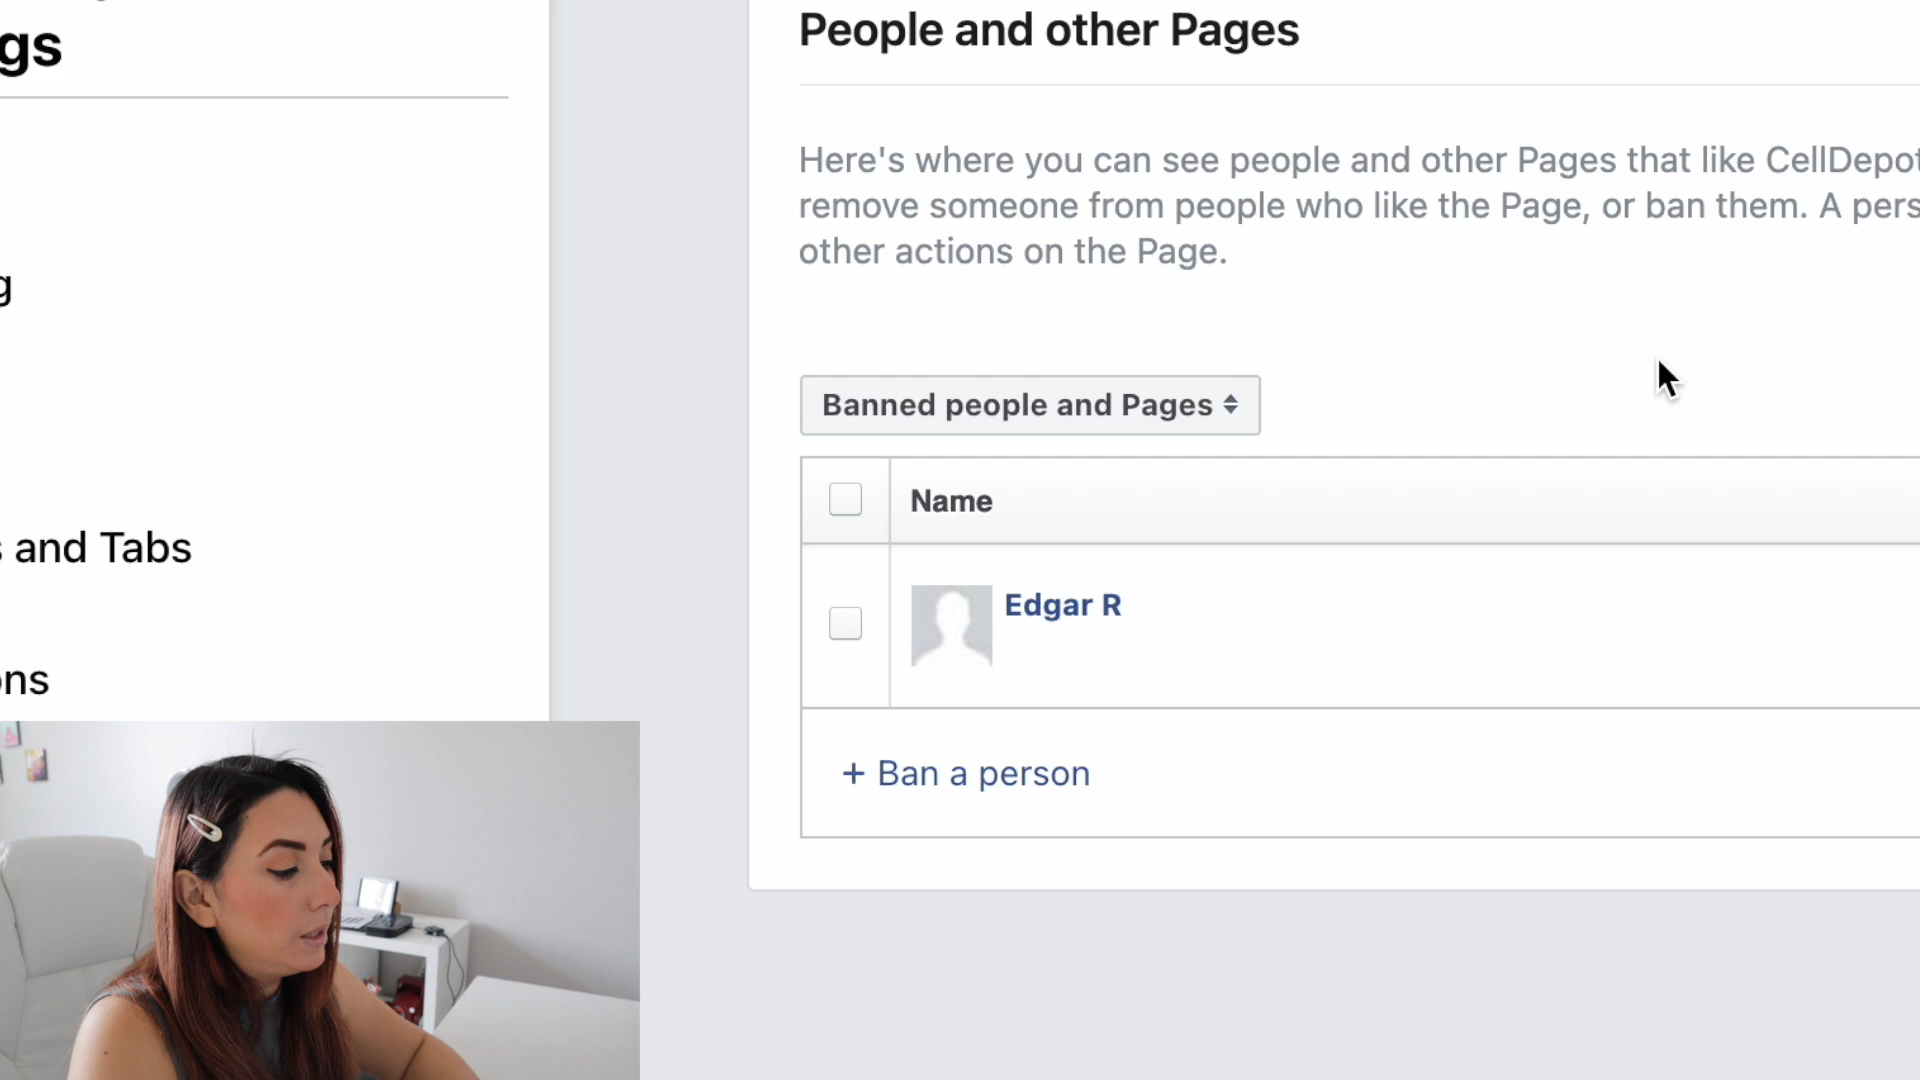 gs
g
s and Tabs
ons
People and other Pages
Here's where you can see people and other Pages that like CellDepot
remove someone from people who like the Page, or ban them. A pers
other actions on the Page.
Banned people and Pages
Name
Edgar R
+ Ban a person